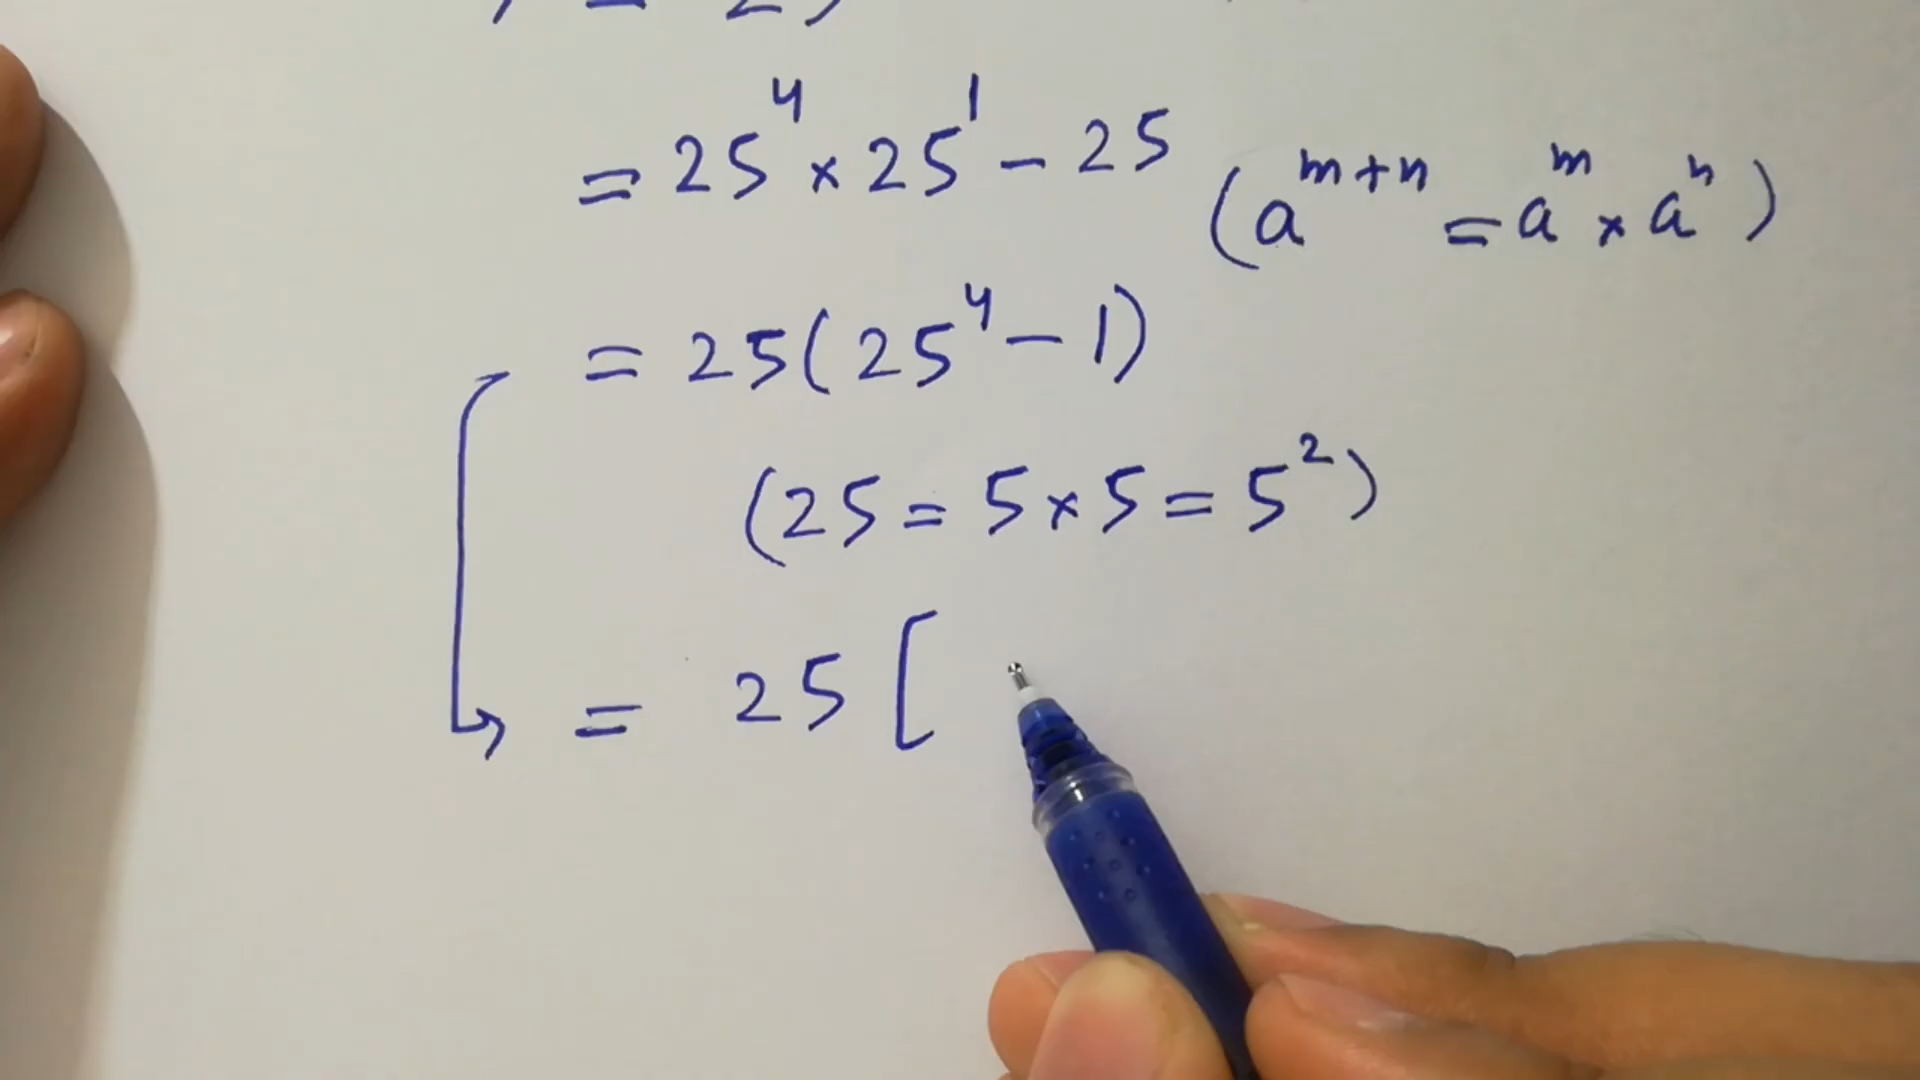 = 25⁴ × 25¹ - 25 (aᵐ⁺ⁿ = aᵐ × aⁿ)
= 25(25⁴ - 1)
(25 = 5 × 5 = 5²)
= 25 [